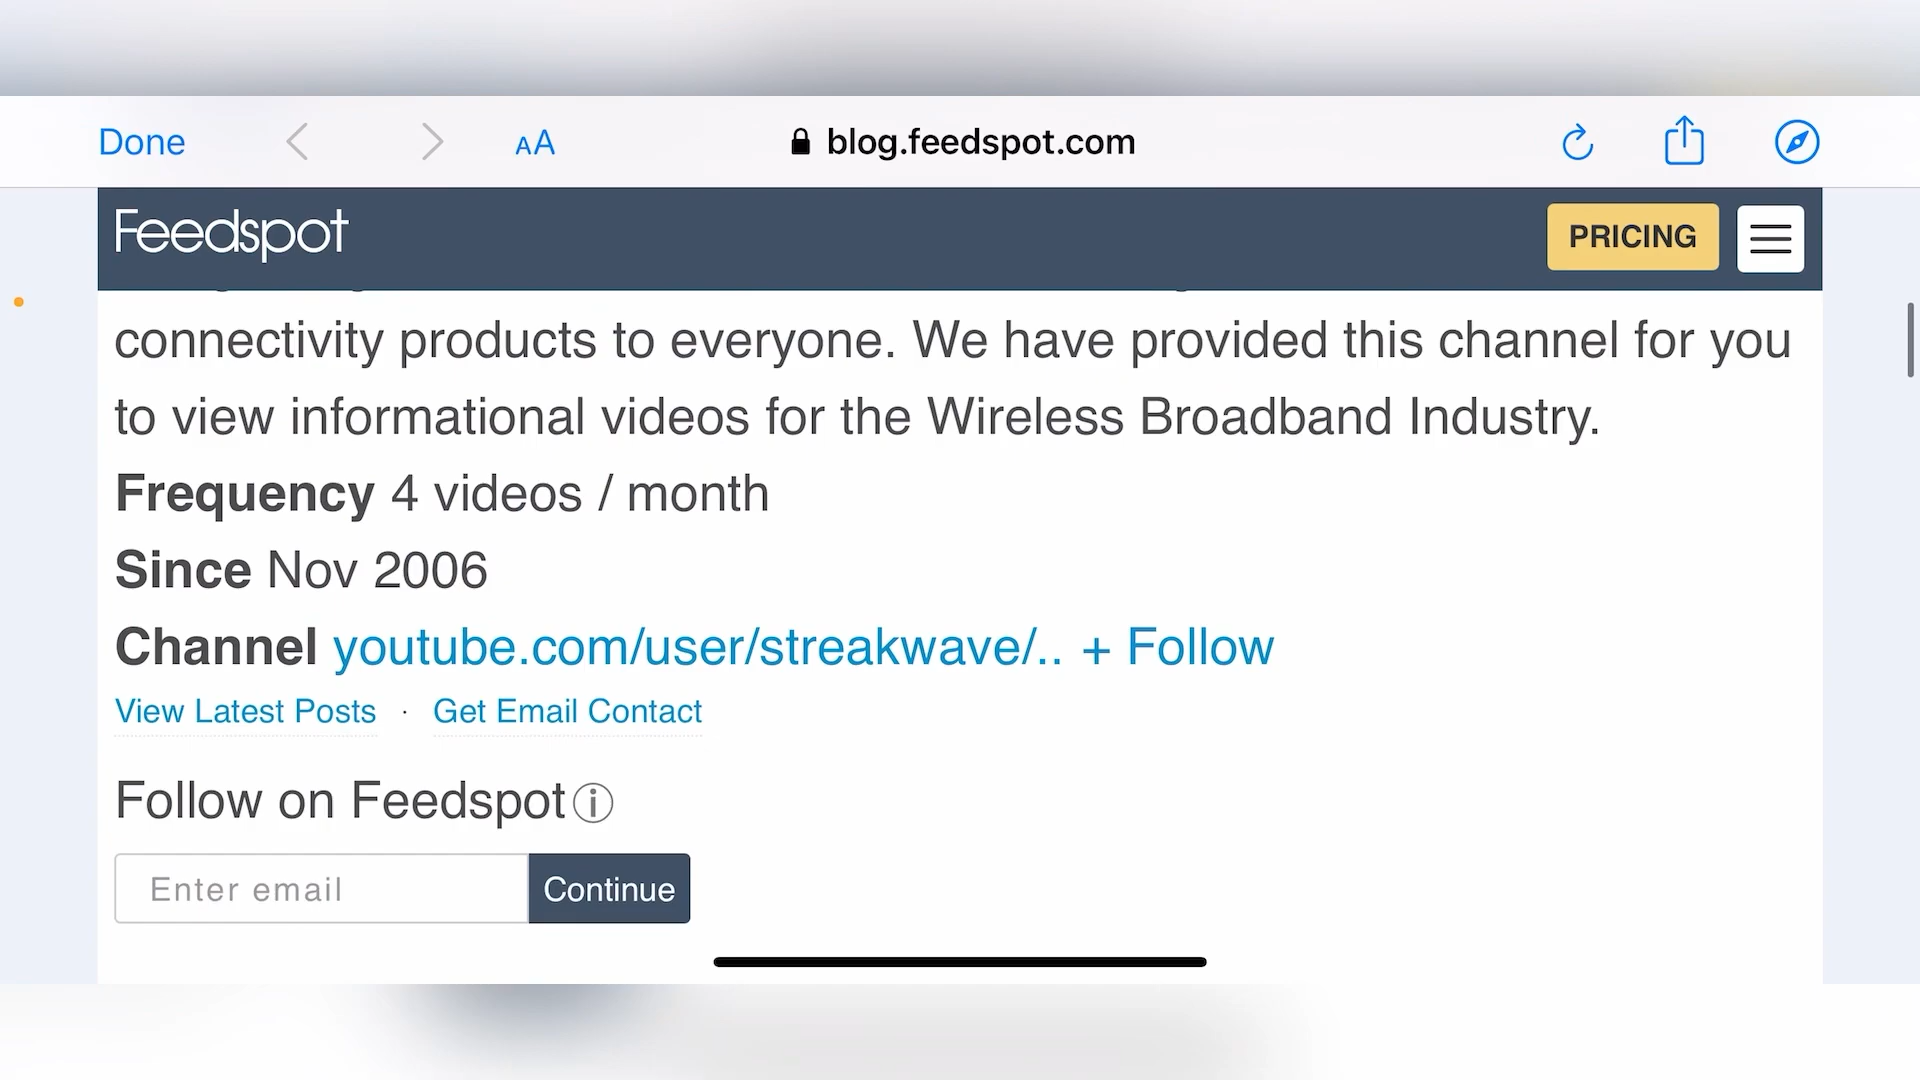 Done
AA
blog.feedspot.com
Feedspot
PRICING
connectivity products to everyone. We have provided this channel for you
to view informational videos for the Wireless Broadband Industry.
Frequency 4 videos / month
Since Nov 2006
Channel youtube.com/user/streakwave/.. + Follow
View Latest Posts · Get Email Contact
Follow on Feedspot
Enter email
Continue